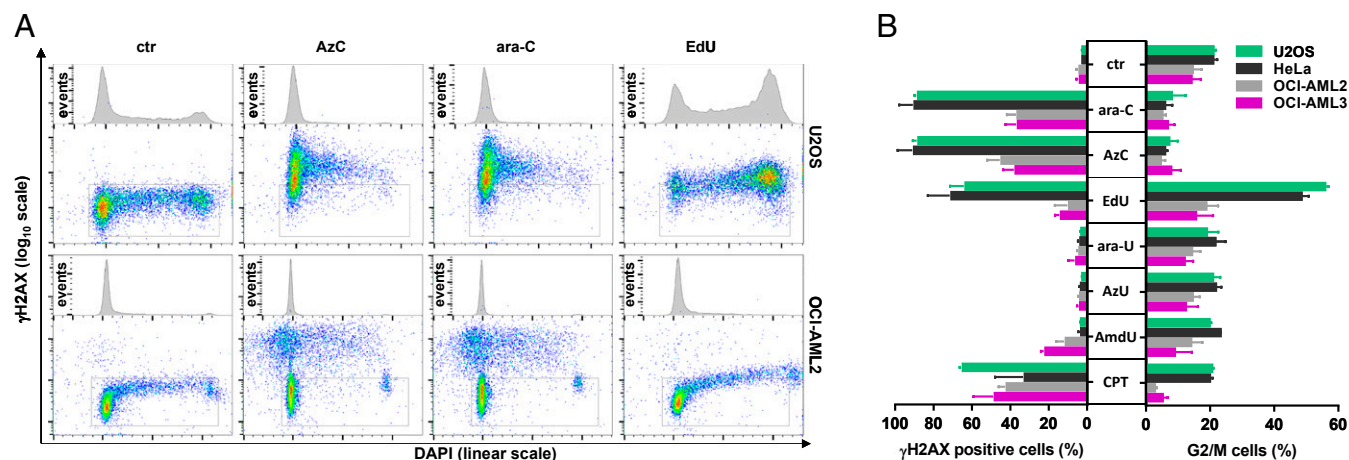 A
ctr
AzC
ara-C
EdU
events
events
events
events
U2OS
events
events
events
events
OCI-AML2
γH2AX (log10 scale)
DAPI (linear scale)
B
U2OS
HeLa
OCI-AML2
OCI-AML3
ctr
ara-C
AzC
EdU
ara-U
AzU
AmdU
CPT
100 80 60 40 20 0 0 20 40 60
γH2AX positive cells (%) G2/M cells (%)